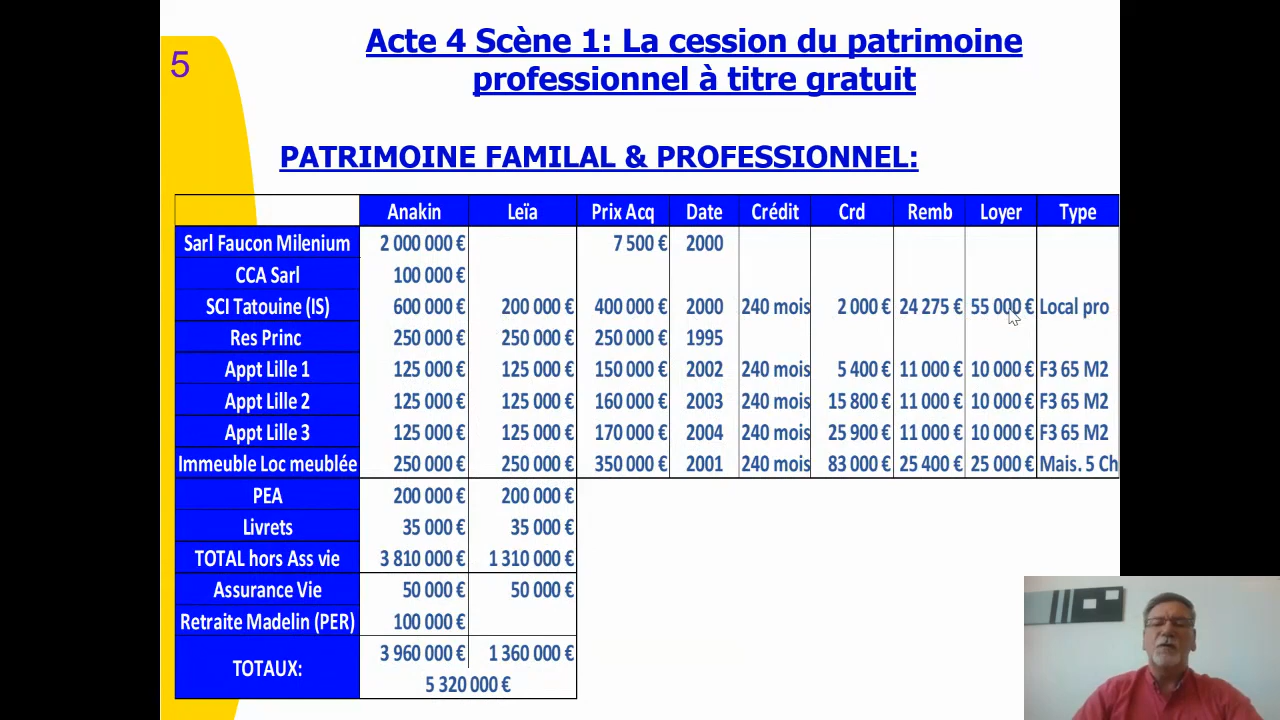 5
Acte 4 Scène 1: La cession du patrimoine
professionnel à titre gratuit
PATRIMOINE FAMILAL & PROFESSIONNEL:
Anakin Leïa Prix Acq Date Crédit Crd Remb Loyer Type
Sarl Faucon Milenium 2 000 000 € 7 500 € 2000
CCA Sarl 100 000 €
SCI Tatouine (IS) 600 000 € 200 000 € 400 000 € 2000 240 mois 2 000 € 24 275 € 55 000 € Local pro
Res Princ 250 000 € 250 000 € 250 000 € 1995
Appt Lille 1 125 000 € 125 000 € 150 000 € 2002 240 mois 5 400 € 11 000 € 10 000 € F3 65 M2
Appt Lille 2 125 000 € 125 000 € 160 000 € 2003 240 mois 15 800 € 11 000 € 10 000 € F3 65 M2
Appt Lille 3 125 000 € 125 000 € 170 000 € 2004 240 mois 25 900 € 11 000 € 10 000 € F3 65 M2
Immeuble Loc meublée 250 000 € 250 000 € 350 000 € 2001 240 mois 83 000 € 25 400 € 25 000 € Mais. 5 Ch
PEA 200 000 € 200 000 €
Livrets 35 000 € 35 000 €
TOTAL hors Ass vie 3 810 000 € 1 310 000 €
Assurance Vie 50 000 € 50 000 €
Retraite Madelin (PER) 100 000 €
TOTAUX: 3 960 000 € 1 360 000 €
5 320 000 €